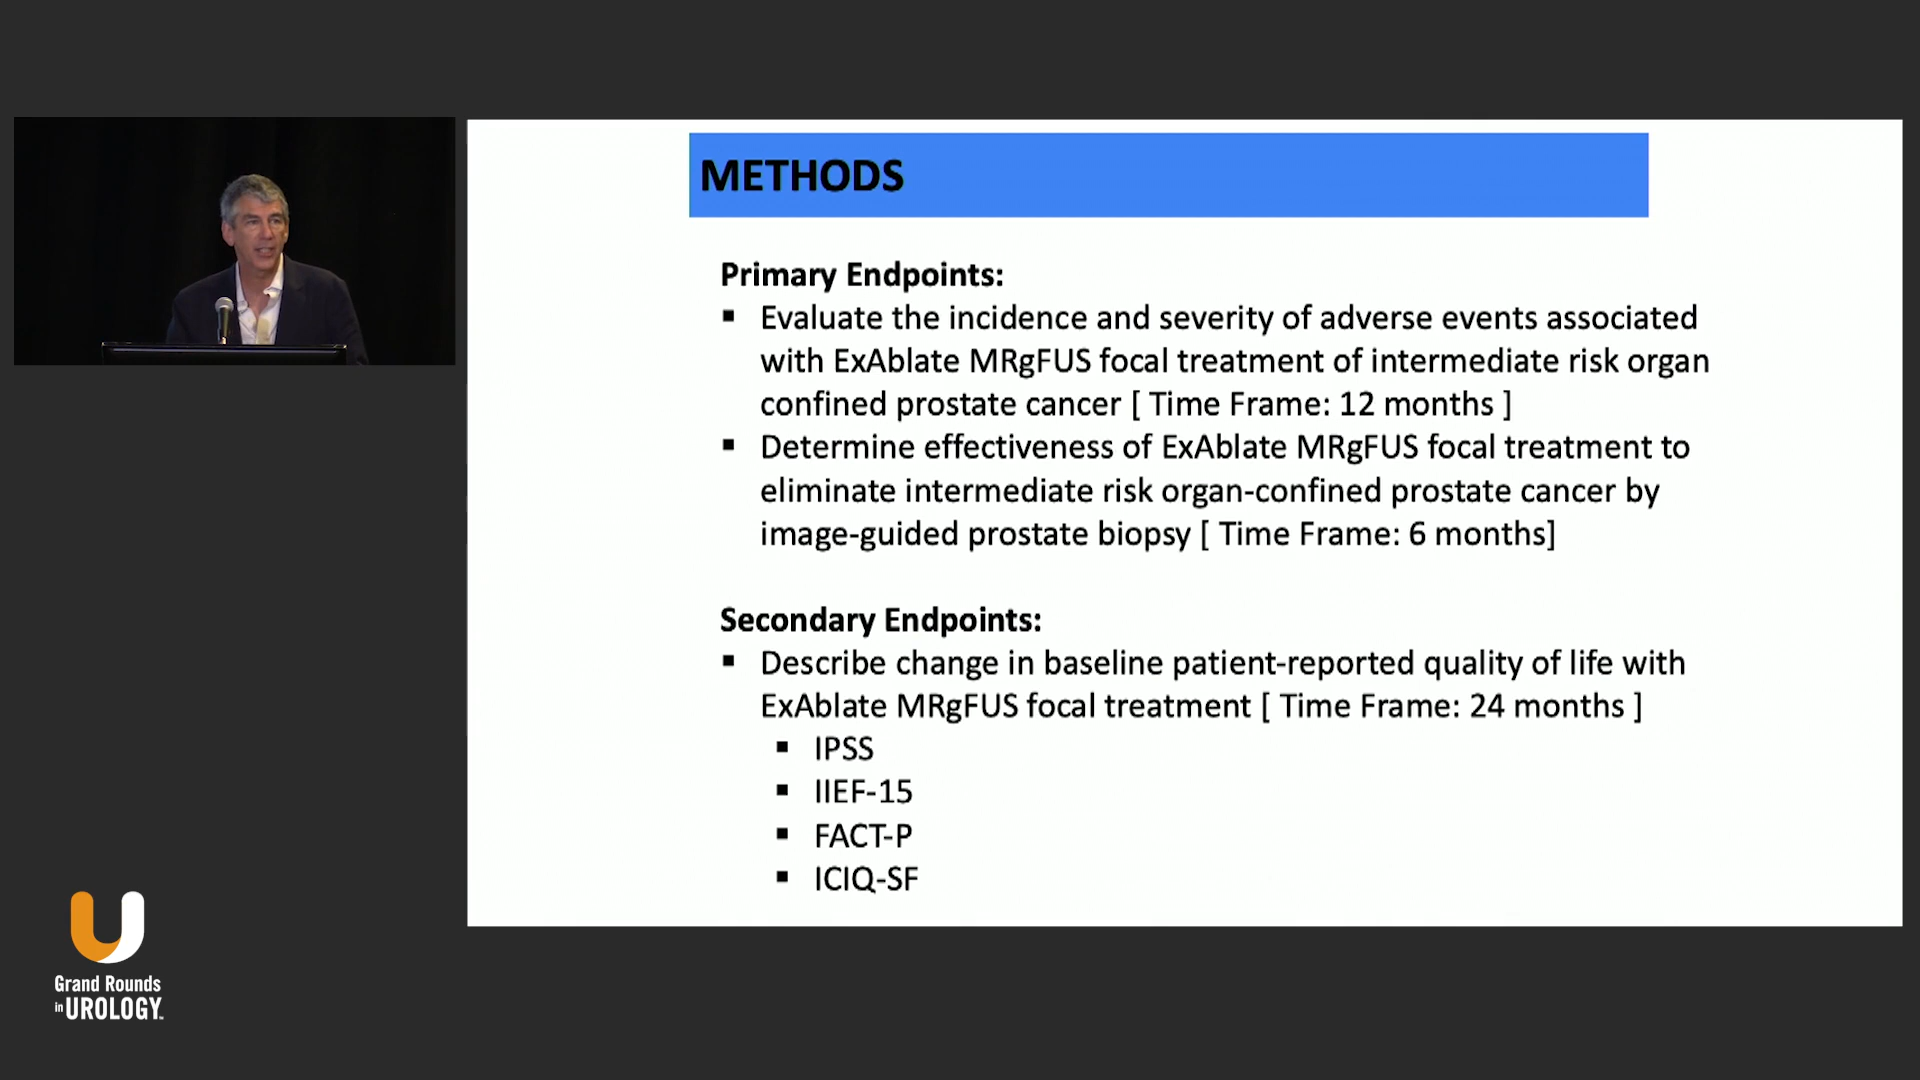 METHODS
Primary Endpoints:
▪ Evaluate the incidence and severity of adverse events associated
with ExAblate MRgFUS focal treatment of intermediate risk organ
confined prostate cancer [ Time Frame: 12 months ]
▪ Determine effectiveness of ExAblate MRgFUS focal treatment to
eliminate intermediate risk organ-confined prostate cancer by
image-guided prostate biopsy [ Time Frame: 6 months]
Secondary Endpoints:
▪ Describe change in baseline patient-reported quality of life with
ExAblate MRgFUS focal treatment [ Time Frame: 24 months ]
▪ IPSS
▪ IIEF-15
▪ FACT-P
▪ ICIQ-SF
Grand Rounds
in UROLOGY™